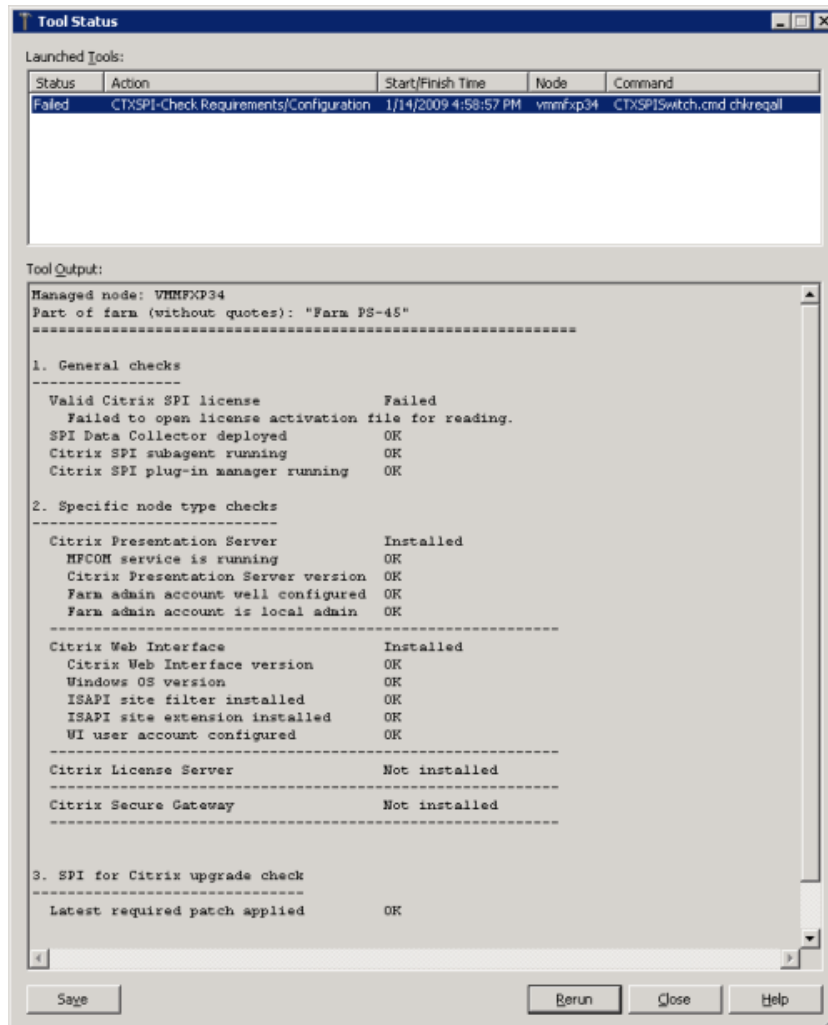 Tool Status
Launched Tools:
Status Action Start/Finish Time Node Command
Failed CTXSPI-Check Requirements/Configuration 1/14/2009 4:58:57 PM vmmfxp34 CTXSPISwitch.cmd chkreqall
Tool Output:
Managed node: VMMFXP34
Part of farm (without quotes): "Farm PS-45"
==============================================================
1. General checks
-----------------
Valid Citrix SPI license Failed
Failed to open license activation file for reading.
SPI Data Collector deployed OK
Citrix SPI subagent running OK
Citrix SPI plug-in manager running OK
2. Specific node type checks
----------------------------
Citrix Presentation Server Installed
MFCOM service is running OK
Citrix Presentation Server version OK
Farm admin account well configured OK
Farm admin account is local admin OK
----------------------------------------------------------
Citrix Web Interface Installed
Citrix Web Interface version OK
Windows OS version OK
ISAPI site filter installed OK
ISAPI site extension installed OK
WI user account configured OK
----------------------------------------------------------
Citrix License Server Not installed
----------------------------------------------------------
Citrix Secure Gateway Not installed
----------------------------------------------------------
3. SPI for Citrix upgrade check
-------------------------------
Latest required patch applied OK
Save Rerun Close Help